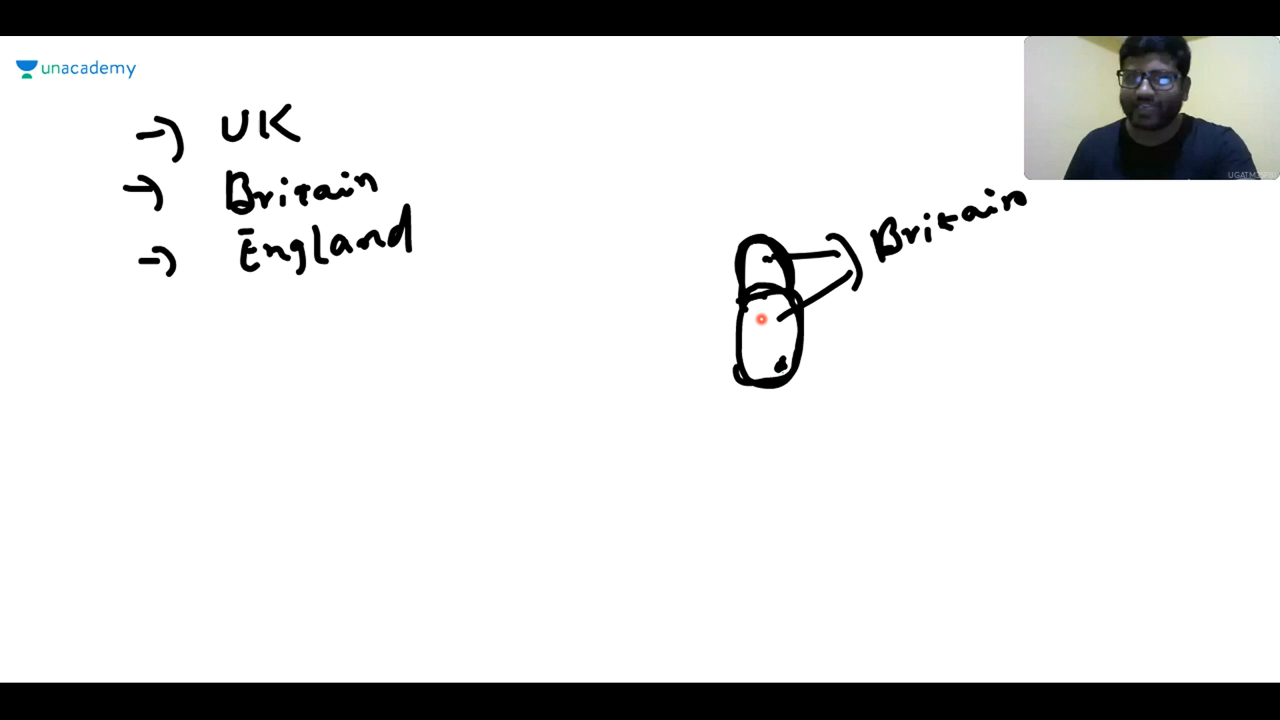 unacademy
→ UK
→ Britain
→ England
Britain